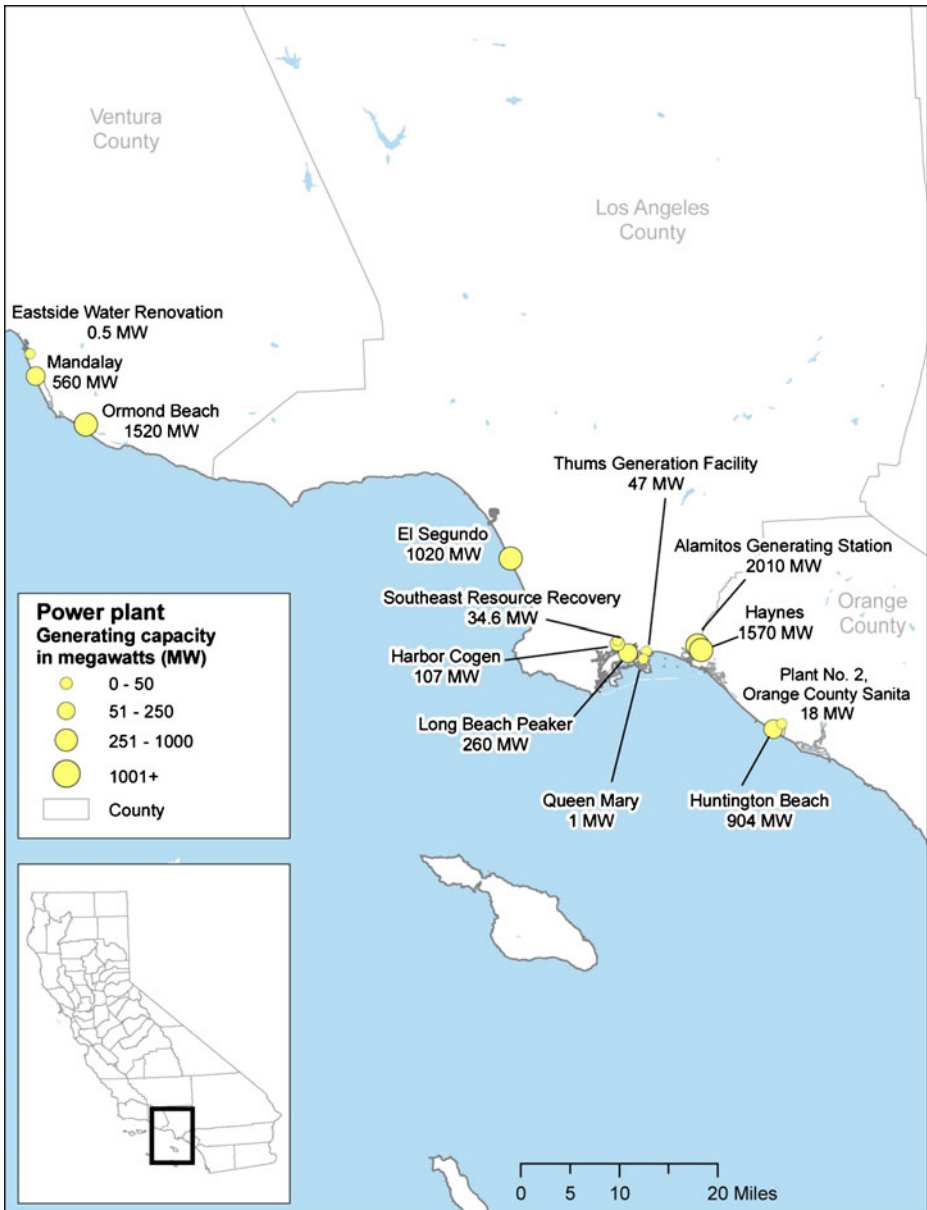 Ventura
County
Los Angeles
County
Eastside Water Renovation
0.5 MW
Mandalay
560 MW
Ormond Beach
1520 MW
Thums Generation Facility
47 MW
El Segundo
1020 MW
Alamitos Generating Station
2010 MW
Southeast Resource Recovery
34.6 MW
Haynes
1570 MW
Orange
County
Harbor Cogen
107 MW
Plant No. 2,
Orange County Sanita
18 MW
Long Beach Peaker
260 MW
Queen Mary
1 MW
Huntington Beach
904 MW
Power plant
Generating capacity
in megawatts (MW)
0 - 50
51 - 250
251 - 1000
1001+
County
0 5 10 20 Miles